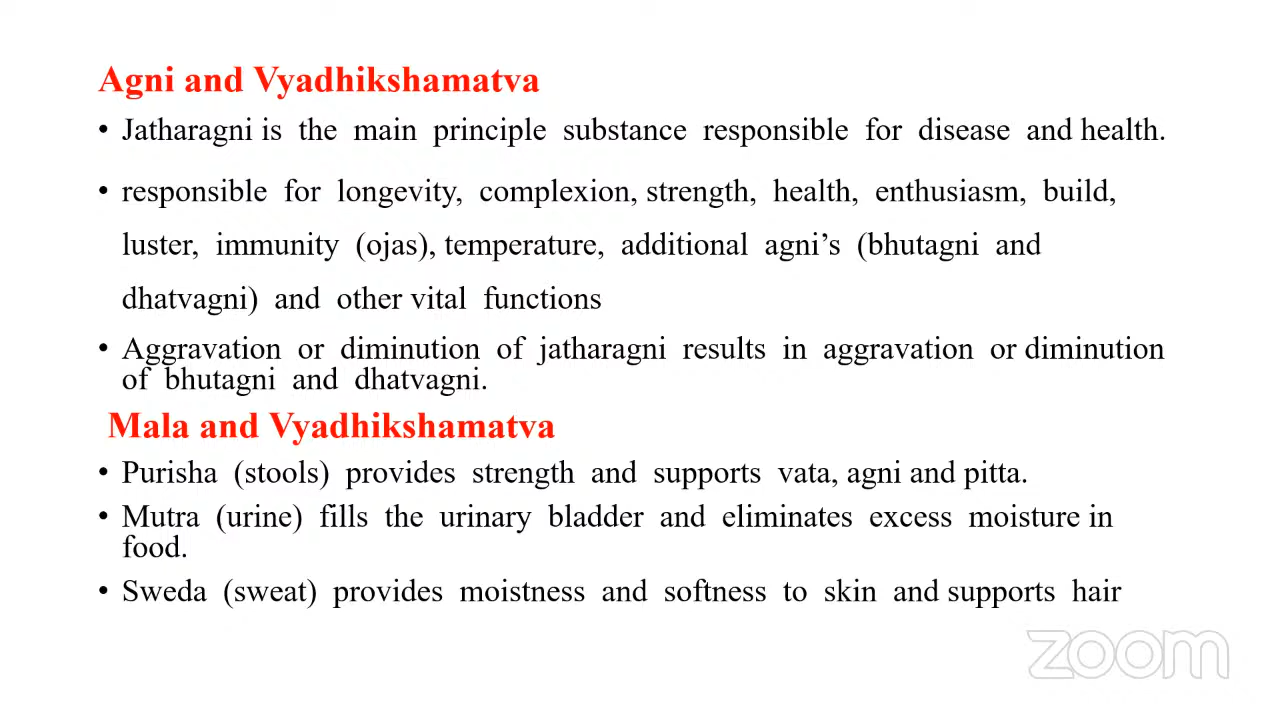 Agni and Vyadhikshamatva
• Jatharagni is the main principle substance responsible for disease and health.
• responsible for longevity, complexion, strength, health, enthusiasm, build,
luster, immunity (ojas), temperature, additional agni’s (bhutagni and
dhatvagni) and other vital functions
• Aggravation or diminution of jatharagni results in aggravation or diminution
of bhutagni and dhatvagni.
Mala and Vyadhikshamatva
• Purisha (stools) provides strength and supports vata, agni and pitta.
• Mutra (urine) fills the urinary bladder and eliminates excess moisture in
food.
• Sweda (sweat) provides moistness and softness to skin and supports hair
zoom